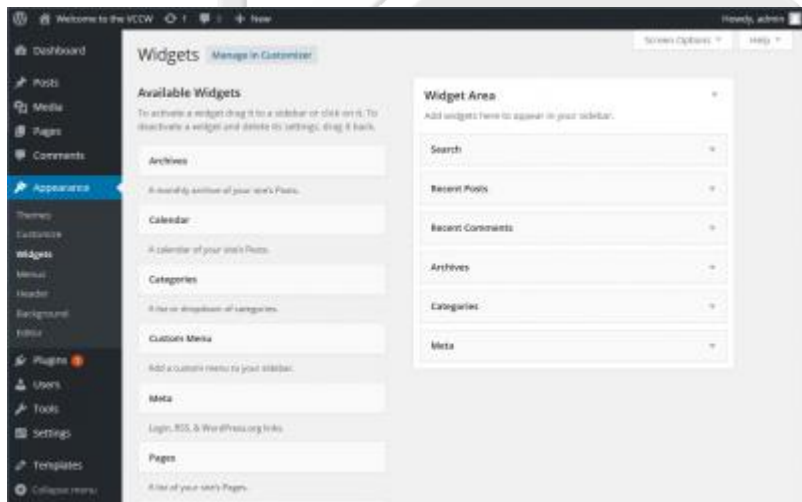 Welcome to the VCCW 1 1 New
Howdy, admin
Dashboard
Posts
Media
Pages
Comments
Appearance
Themes
Customize
Widgets
Menus
Header
Background
Editor
Plugins 1
Users
Tools
Settings
Templates
Collapse menu
Screen Options
Help
Widgets Manage in Customizer
Available Widgets
To activate a widget drag it to a sidebar or click on it. To
deactivate a widget and delete its settings, drag it back.
Archives
A monthly archive of your site's Posts.
Calendar
A calendar of your site's Posts.
Categories
A list or dropdown of categories.
Custom Menu
Add a custom menu to your sidebar.
Meta
Login, RSS, & WordPress.org links.
Pages
A list of your site's Pages.
Widget Area
Add widgets here to appear in your sidebar.
Search
Recent Posts
Recent Comments
Archives
Categories
Meta